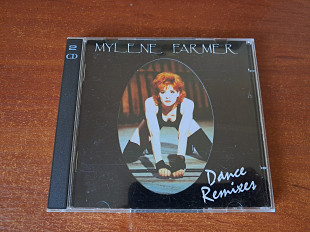 2
CD
MYLENE FARMER
Dance
Remixes